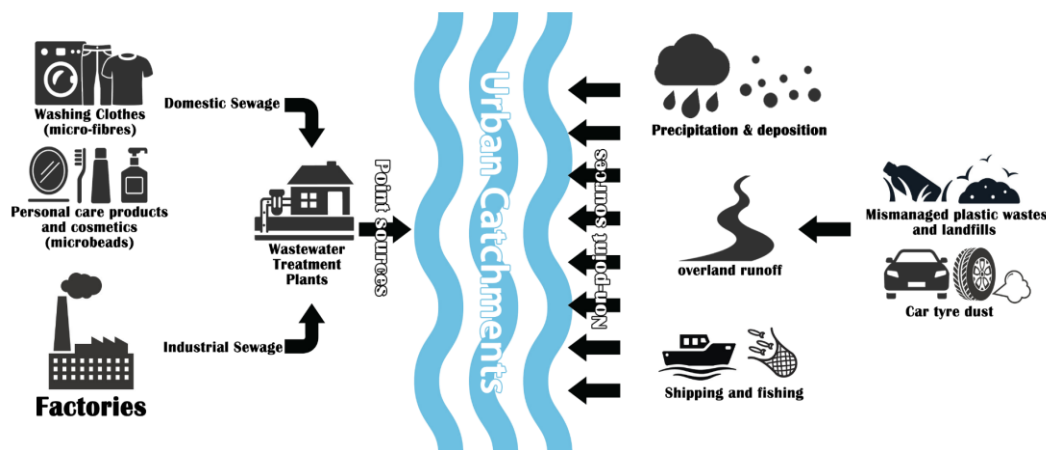 Washing Clothes
(micro-fibres)
Domestic Sewage
Personal care products
and cosmetics
(microbeads)
Wastewater
Treatment
Plants
Industrial Sewage
Factories
Point sources
Urban Catchments
Non-point sources
Precipitation & deposition
overland runoff
Mismanaged plastic wastes
and landfills
Car tyre dust
Shipping and fishing